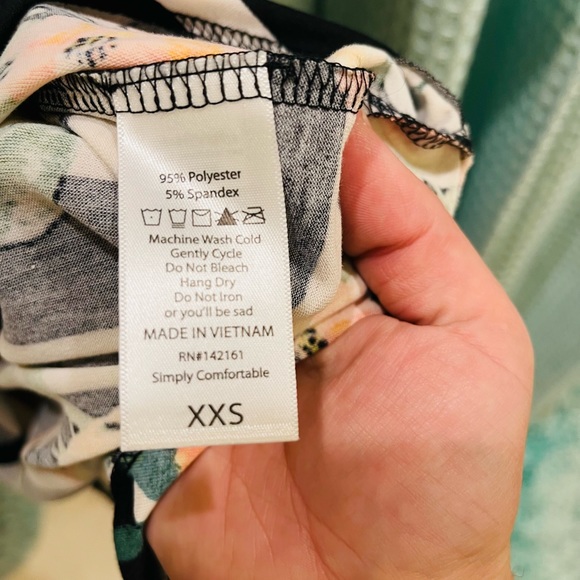 95% Polyester
5% Spandex
Machine Wash Cold
Gently Cycle
Do Not Bleach
Hang Dry
Do Not Iron
or you'll be sad
MADE IN VIETNAM
RN#142161
Simply Comfortable
XXS